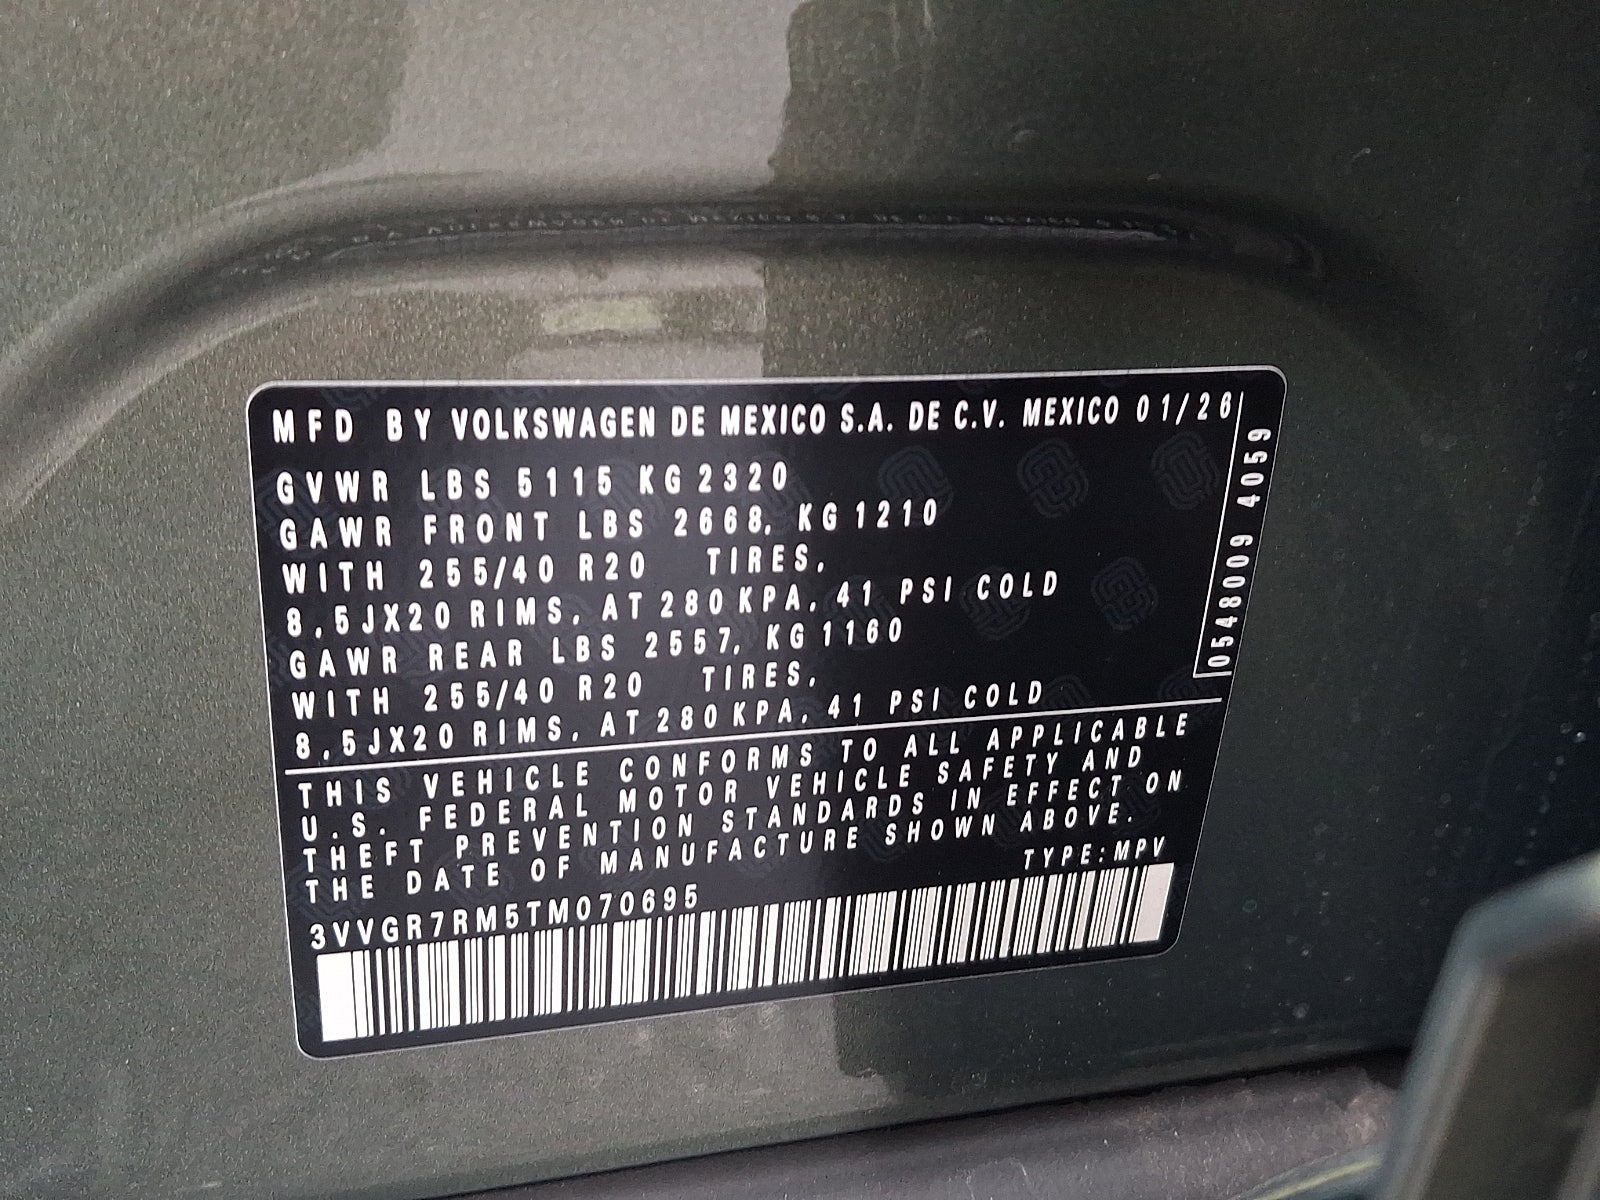 MFD BY VOLKSWAGEN DE MEXICO S.A. DE C.V. MEXICO 01/26
GVWR LBS 5115 KG 2320
GAWR FRONT LBS 2668, KG 1210
WITH 255/40 R20 TIRES,
8,5JX20 RIMS, AT 280 KPA, 41 PSI COLD
GAWR REAR LBS 2557, KG 1160
WITH 255/40 R20 TIRES,
8,5JX20 RIMS, AT 280 KPA, 41 PSI COLD
0548009 4059
THIS VEHICLE CONFORMS TO ALL APPLICABLE
U.S. FEDERAL MOTOR VEHICLE SAFETY AND
THEFT PREVENTION STANDARDS IN EFFECT ON
THE DATE OF MANUFACTURE SHOWN ABOVE.
TYPE:MPV
3VVGR7RM5TM070695